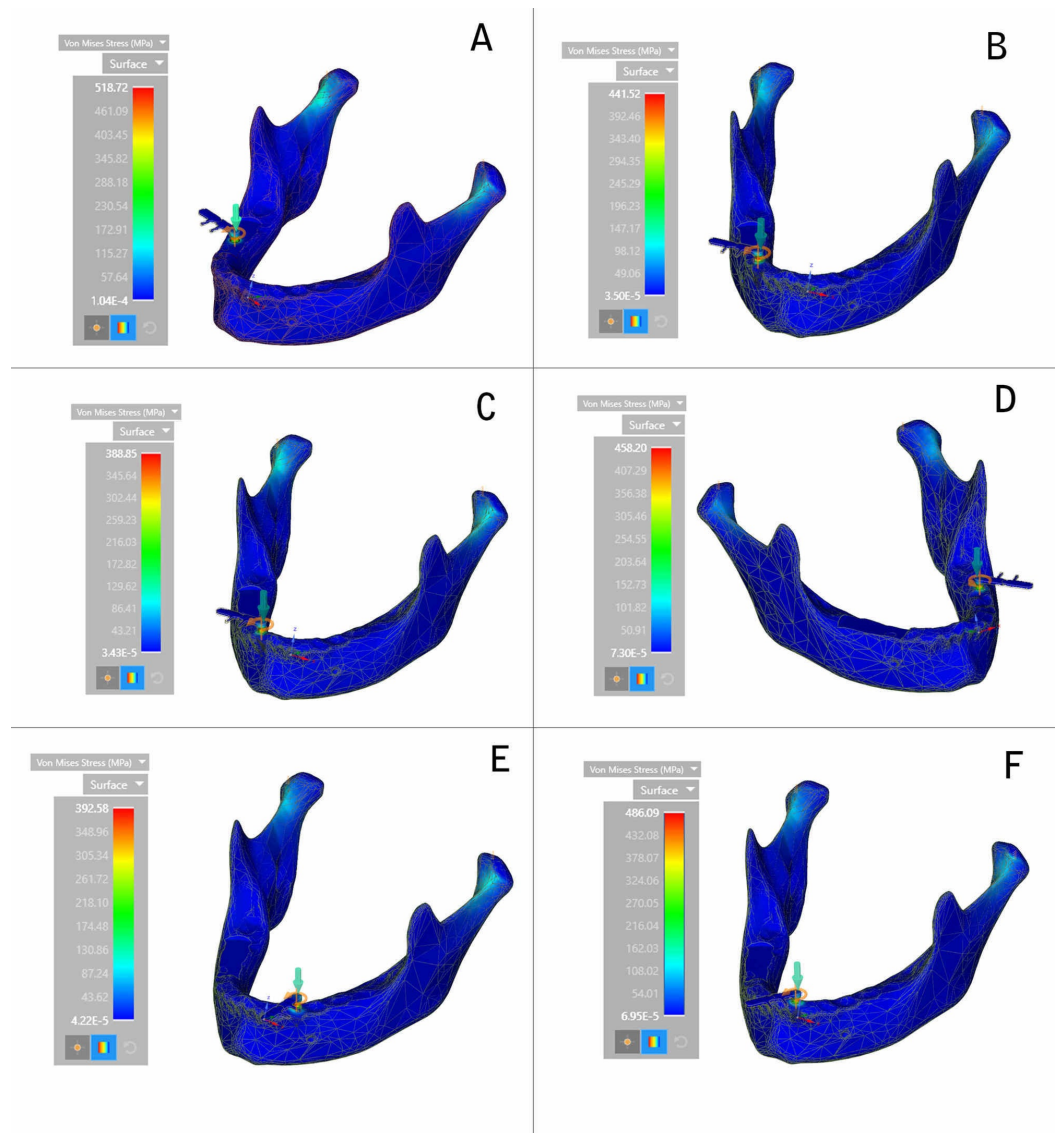 A
Von Mises Stress (MPa)
Surface
518.72
461.09
403.45
345.82
288.18
230.54
172.91
115.27
57.64
1.04E-4
z
B
Von Mises Stress (MPa)
Surface
441.52
392.46
343.40
294.35
245.29
196.23
147.17
98.12
49.06
3.50E-5
z
C
Von Mises Stress (MPa)
Surface
388.85
345.64
302.44
259.23
216.03
172.82
129.62
86.41
43.21
3.43E-5
z
D
Von Mises Stress (MPa)
Surface
458.20
407.29
356.38
305.46
254.55
203.64
152.73
101.82
50.91
7.30E-5
E
Von Mises Stress (MPa)
Surface
392.58
348.96
305.34
261.72
218.10
174.48
130.86
87.24
43.62
4.22E-5
z
F
Von Mises Stress (MPa)
Surface
486.09
432.08
378.07
324.06
270.05
216.04
162.03
108.02
54.01
6.95E-5